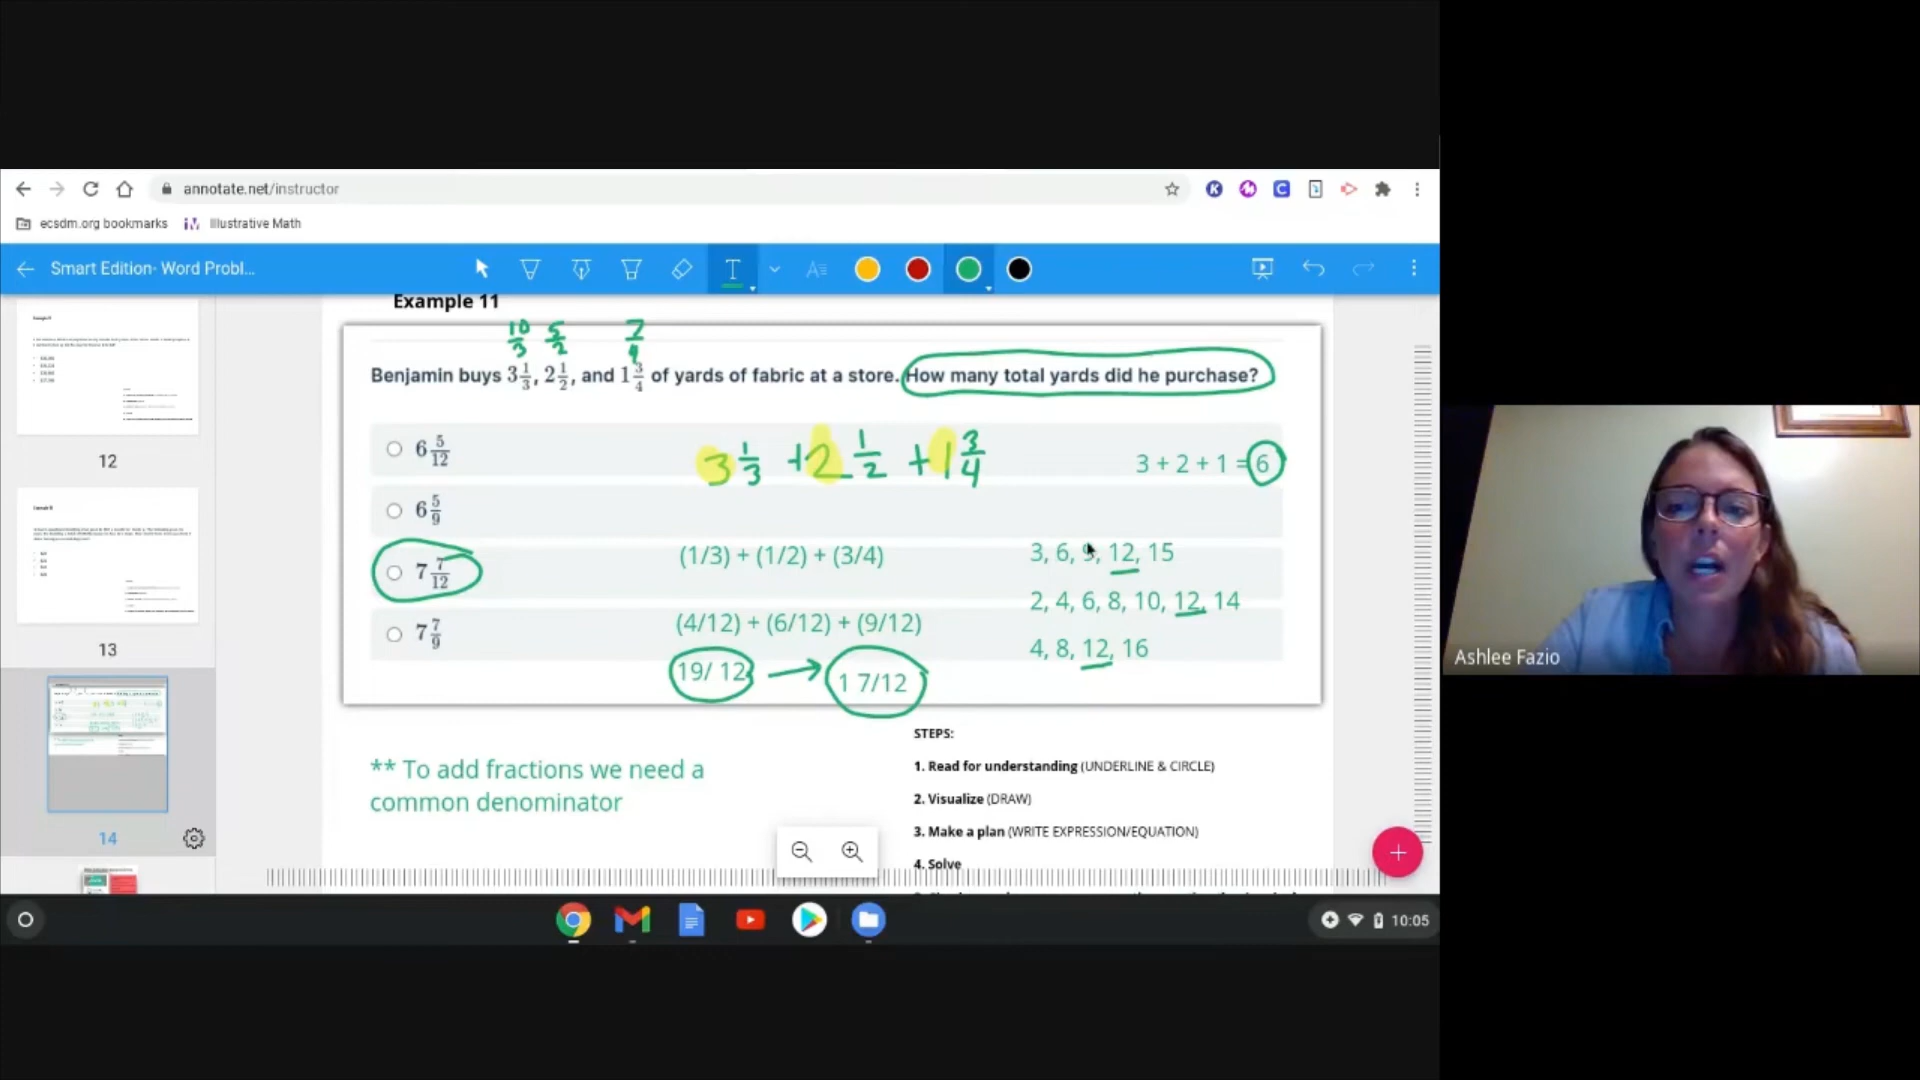 annotate.net/instructor
ecsdm.org bookmarks Illustrative Math
Smart Edition- Word Probl...
12
13
14
Example 11
10/3 5/2 7/4
Benjamin buys 3 1/3, 2 1/2, and 1 3/4 of yards of fabric at a store. How many total yards did he purchase?
6 5/12
6 5/9
7 7/12
7 7/9
3 1/3 + 2 1/2 + 1 3/4
3 + 2 + 1 = 6
(1/3) + (1/2) + (3/4)
(4/12) + (6/12) + (9/12)
19/ 12 → 1 7/12
3, 6, 9, 12, 15
2, 4, 6, 8, 10, 12, 14
4, 8, 12, 16
** To add fractions we need a
common denominator
STEPS:
1. Read for understanding (UNDERLINE & CIRCLE)
2. Visualize (DRAW)
3. Make a plan (WRITE EXPRESSION/EQUATION)
4. Solve
10:05
Ashlee Fazio